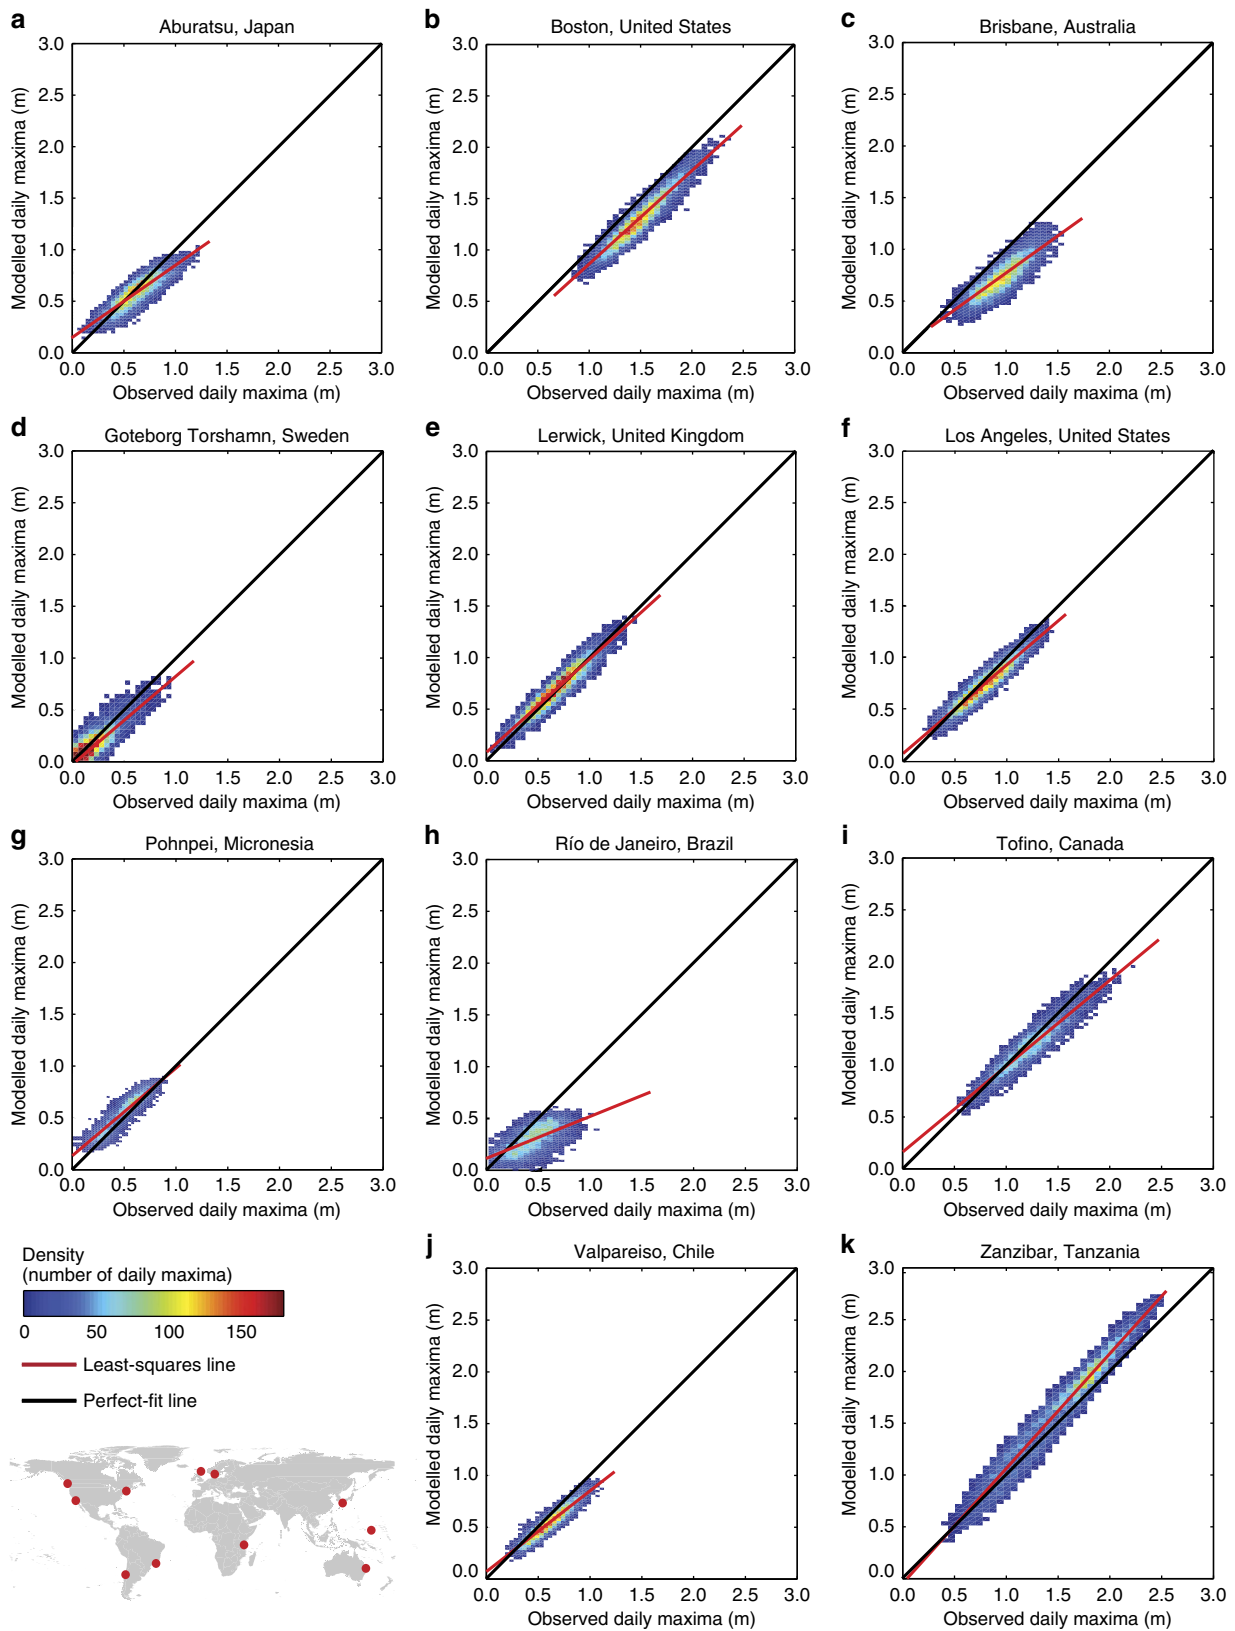 a
Aburatsu, Japan
3.0
2.5
2.0
1.5
1.0
0.5
0.0
Modelled daily maxima (m)
0.0 0.5 1.0 1.5 2.0 2.5 3.0
Observed daily maxima (m)
b
Boston, United States
3.0
2.5
2.0
1.5
1.0
0.5
0.0
Modelled daily maxima (m)
0.0 0.5 1.0 1.5 2.0 2.5 3.0
Observed daily maxima (m)
c
Brisbane, Australia
3.0
2.5
2.0
1.5
1.0
0.5
0.0
Modelled daily maxima (m)
0.0 0.5 1.0 1.5 2.0 2.5 3.0
Observed daily maxima (m)
d
Goteborg Torshamn, Sweden
3.0
2.5
2.0
1.5
1.0
0.5
0.0
Modelled daily maxima (m)
0.0 0.5 1.0 1.5 2.0 2.5 3.0
Observed daily maxima (m)
e
Lerwick, United Kingdom
3.0
2.5
2.0
1.5
1.0
0.5
0.0
Modelled daily maxima (m)
0.0 0.5 1.0 1.5 2.0 2.5 3.0
Observed daily maxima (m)
f
Los Angeles, United States
3.0
2.5
2.0
1.5
1.0
0.5
0.0
Modelled daily maxima (m)
0.0 0.5 1.0 1.5 2.0 2.5 3.0
Observed daily maxima (m)
g
Pohnpei, Micronesia
3.0
2.5
2.0
1.5
1.0
0.5
0.0
Modelled daily maxima (m)
0.0 0.5 1.0 1.5 2.0 2.5 3.0
Observed daily maxima (m)
h
Río de Janeiro, Brazil
3.0
2.5
2.0
1.5
1.0
0.5
0.0
Modelled daily maxima (m)
0.0 0.5 1.0 1.5 2.0 2.5 3.0
Observed daily maxima (m)
i
Tofino, Canada
3.0
2.5
2.0
1.5
1.0
0.5
0.0
Modelled daily maxima (m)
0.0 0.5 1.0 1.5 2.0 2.5 3.0
Observed daily maxima (m)
Density
(number of daily maxima)
0 50 100 150
Least-squares line
Perfect-fit line
j
Valpareiso, Chile
3.0
2.5
2.0
1.5
1.0
0.5
0.0
Modelled daily maxima (m)
0.0 0.5 1.0 1.5 2.0 2.5 3.0
Observed daily maxima (m)
k
Zanzibar, Tanzania
3.0
2.5
2.0
1.5
1.0
0.5
0.0
Modelled daily maxima (m)
0.0 0.5 1.0 1.5 2.0 2.5 3.0
Observed daily maxima (m)